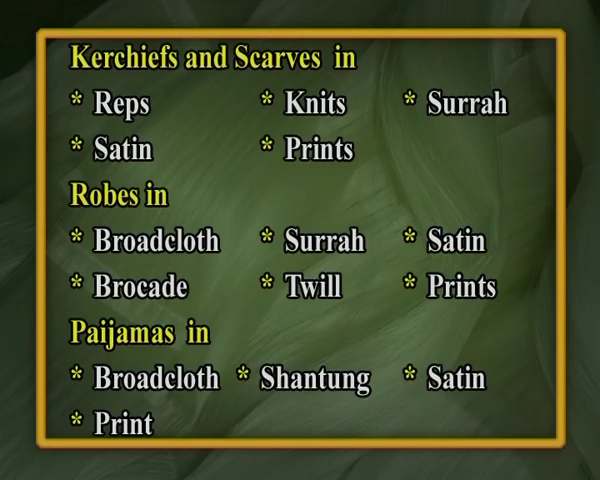 Kerchiefs and Scarves in
* Reps * Knits * Surrah
* Satin * Prints
Robes in
* Broadcloth * Surrah * Satin
* Brocade * Twill * Prints
Paijamas in
* Broadcloth * Shantung * Satin
* Print